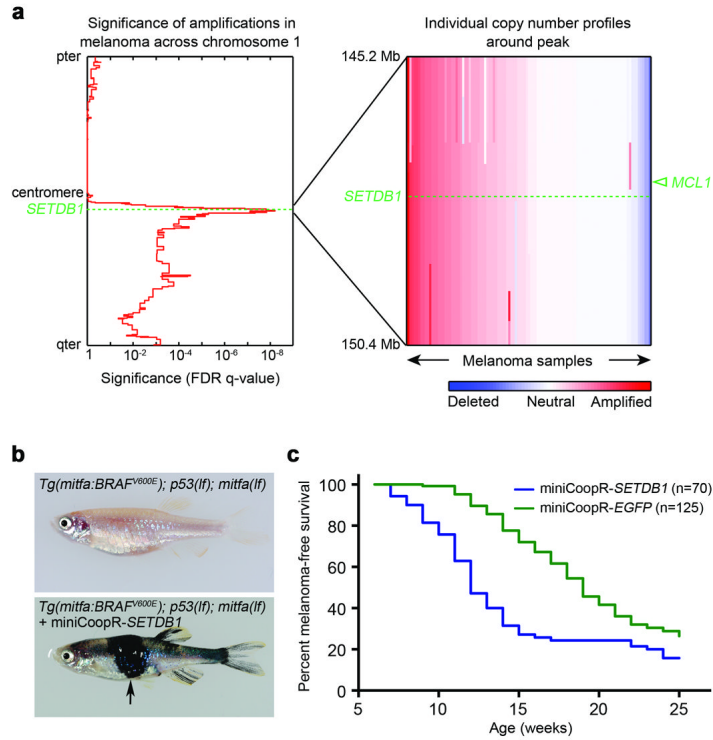 a
Significance of amplifications in
melanoma across chromosome 1
pter
centromere
SETDB1
qter
1 10⁻² 10⁻⁴ 10⁻⁶ 10⁻⁸
Significance (FDR q-value)
Individual copy number profiles
around peak
145.2 Mb
MCL1
SETDB1
150.4 Mb
Melanoma samples
Deleted Neutral Amplified
b
Tg(mitfa:BRAFV600E); p53(lf); mitfa(lf)
Tg(mitfa:BRAFV600E); p53(lf); mitfa(lf)
+ miniCoopR-SETDB1
c
Percent melanoma-free survival
100
80
60
40
20
0
miniCoopR-SETDB1 (n=70)
miniCoopR-EGFP (n=125)
5 10 15 20 25
Age (weeks)